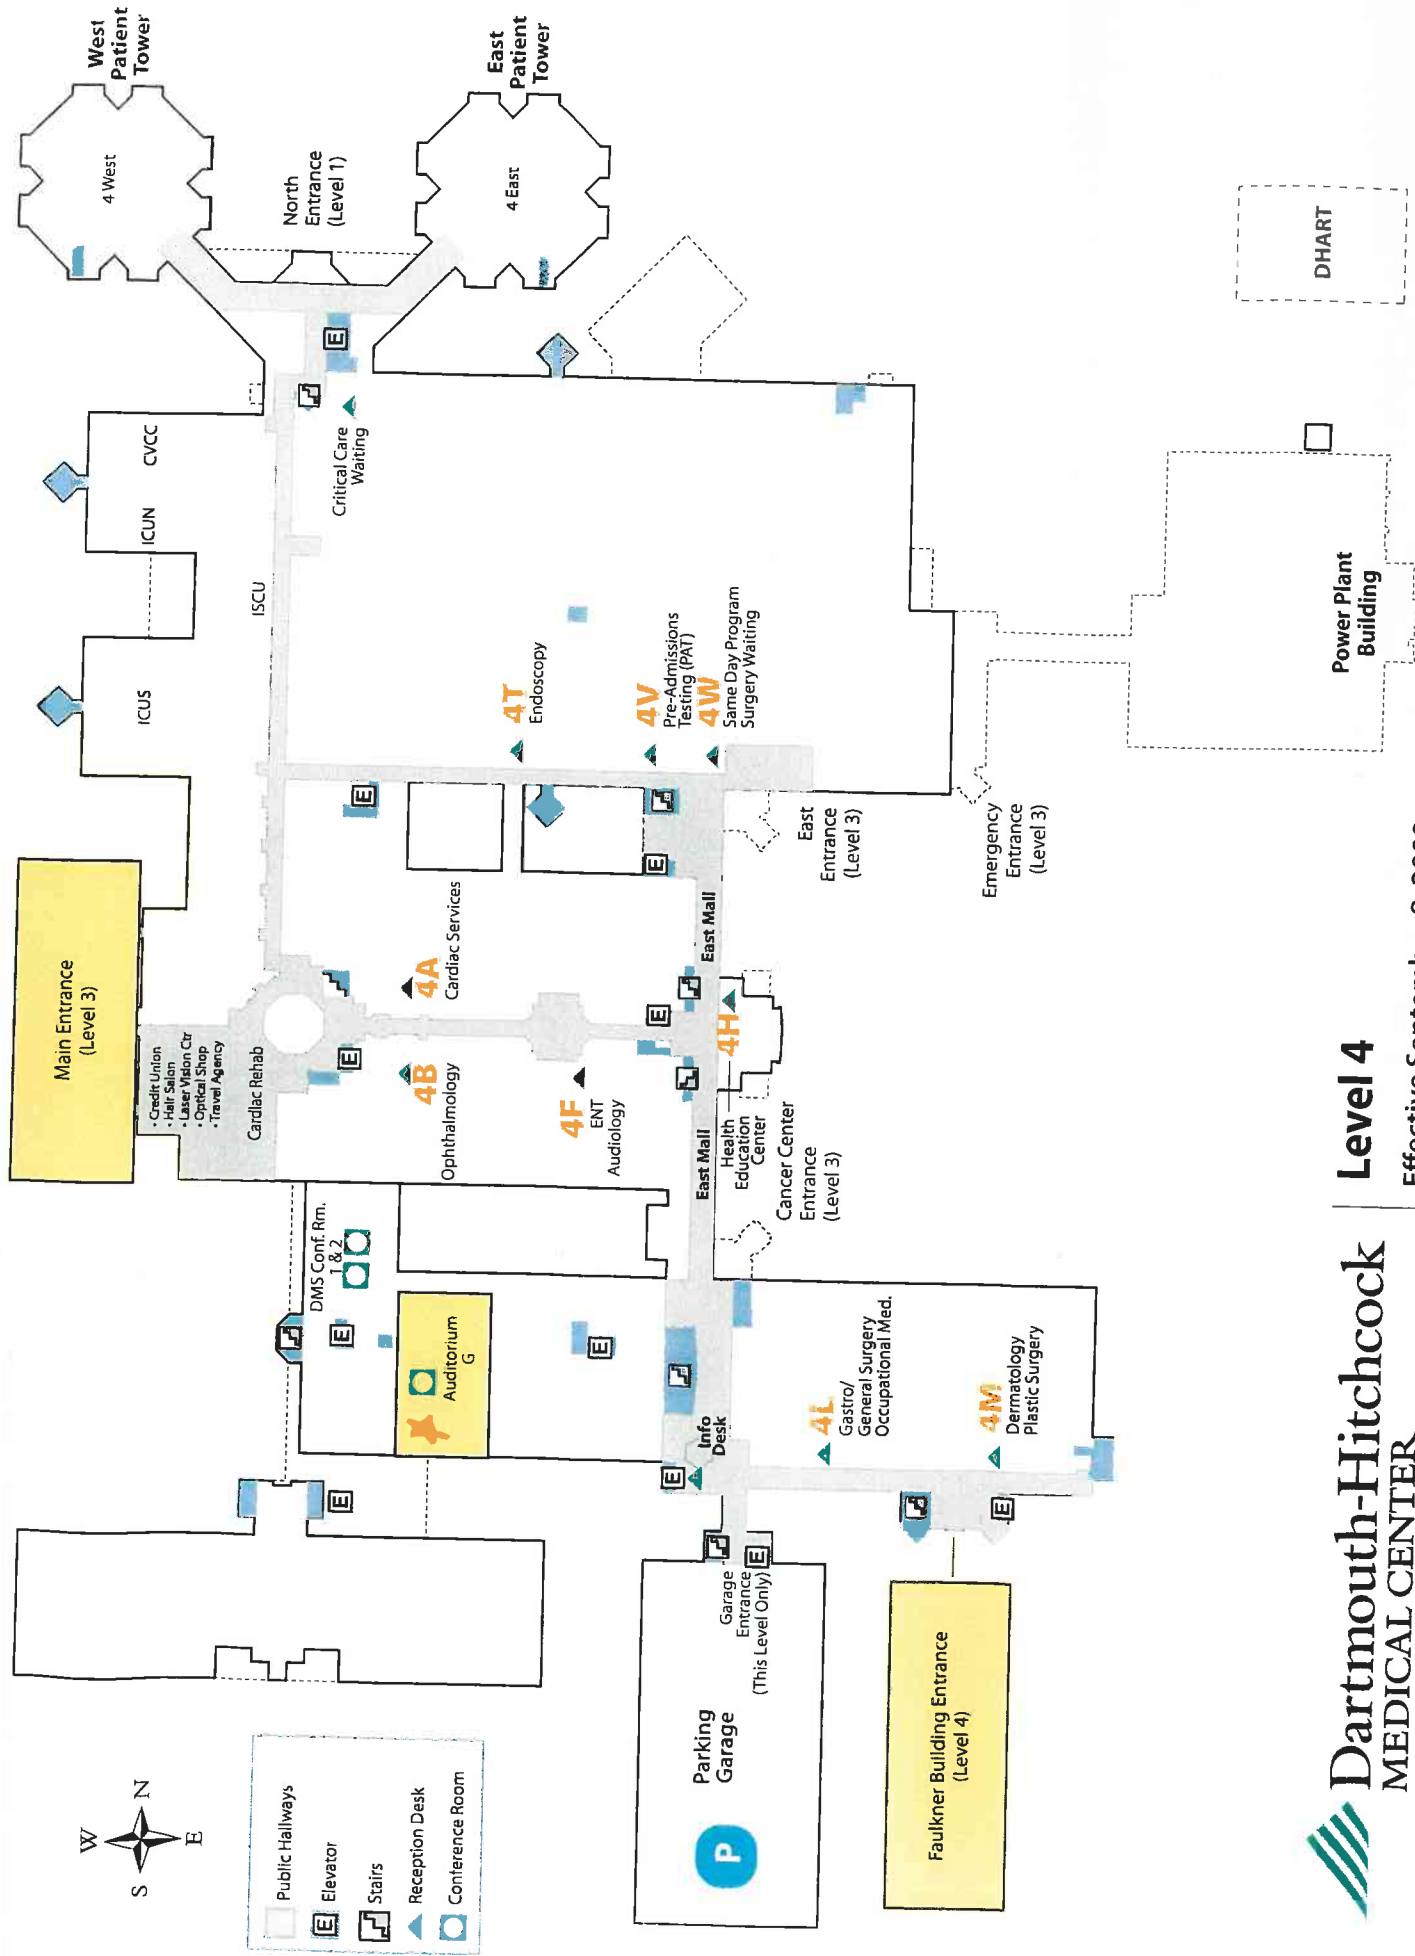 West
Patient
Tower
4 West
North
Entrance
(Level 1)
East
Patient
Tower
4 East
DHART
CVCC
ICUN
ICUS
ISCU
Critical Care
Waiting
4T
Endoscopy
4V
Pre-Admissions
Testing (PAT)
4W
Same Day Program
Surgery Waiting
Power Plant
Building
East
Entrance
(Level 3)
Emergency
Entrance
(Level 3)
Main Entrance
(Level 3)
• Credit Union
• Hair Salon
• Laser Vision Ctr
• Optical Shop
• Travel Agency
Cardiac Rehab
4A
Cardiac Services
4B
Ophthalmology
4F
ENT
Audiology
East Mall
East Mall
4H
Health
Education
Center
Cancer Center
Entrance
(Level 3)
DMS Conf. Rm.
1 & 2
Auditorium
G
Info
Desk
4L
Gastro/
General Surgery
Occupational Med.
4M
Dermatology
Plastic Surgery
E
E
E
E
E
E
E
E
E
E
E
Garage
Entrance
(This Level Only)
Parking
Garage
P
Faulkner Building Entrance
(Level 4)
W
N
S
E
Public Hallways
E Elevator
Stairs
Reception Desk
Conference Room
Dartmouth-Hitchcock
MEDICAL CENTER
Level 4